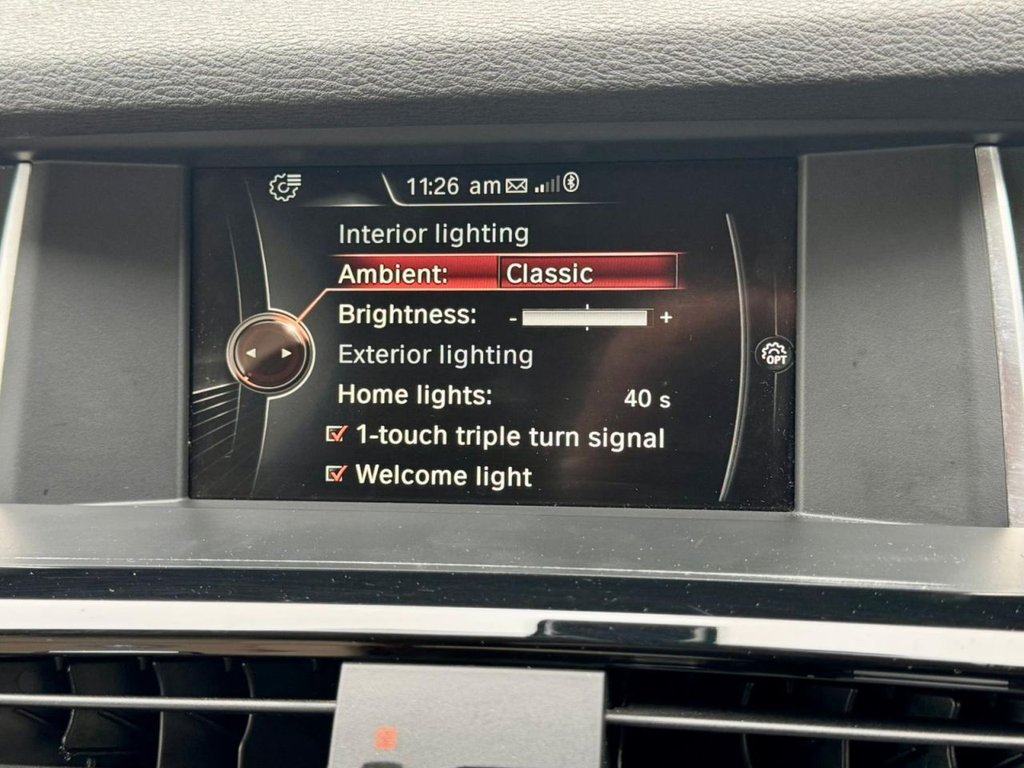 11:26 am
Interior lighting
Ambient: Classic
Brightness: - +
Exterior lighting
Home lights: 40 s
OPT
1-touch triple turn signal
Welcome light